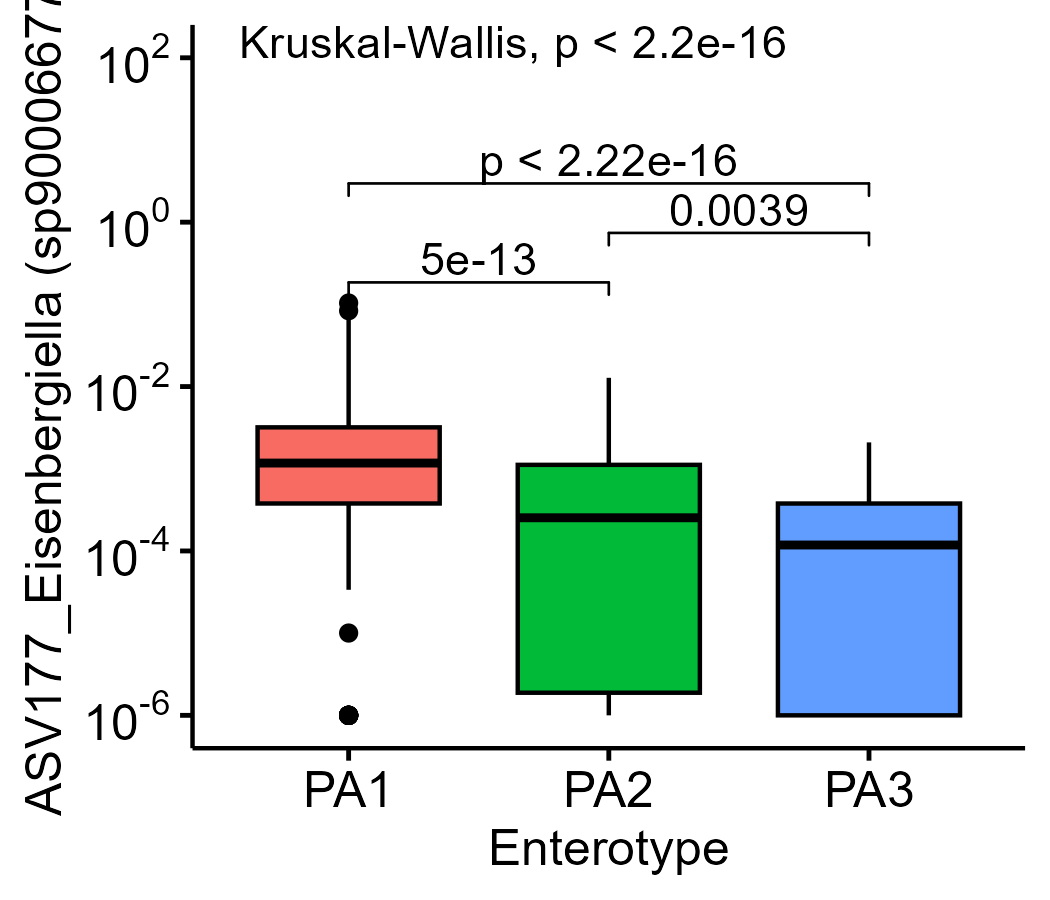 Kruskal-Wallis, p < 2.2e-16
p < 2.22e-16
0.0039
5e-13
10^2
10^0
10^-2
10^-4
10^-6
ASV177_Eisenbergiella (sp9000667
PA1 PA2 PA3
Enterotype